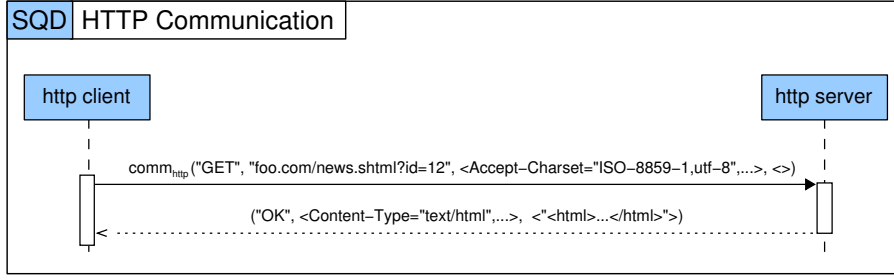 SQD HTTP Communication
http client http server
comm_http("GET", "foo.com/news.shtml?id=12", <Accept−Charset="ISO−8859−1,utf−8",...>, <>)
("OK", <Content−Type="text/html",...>, <"<html>...</html>">)